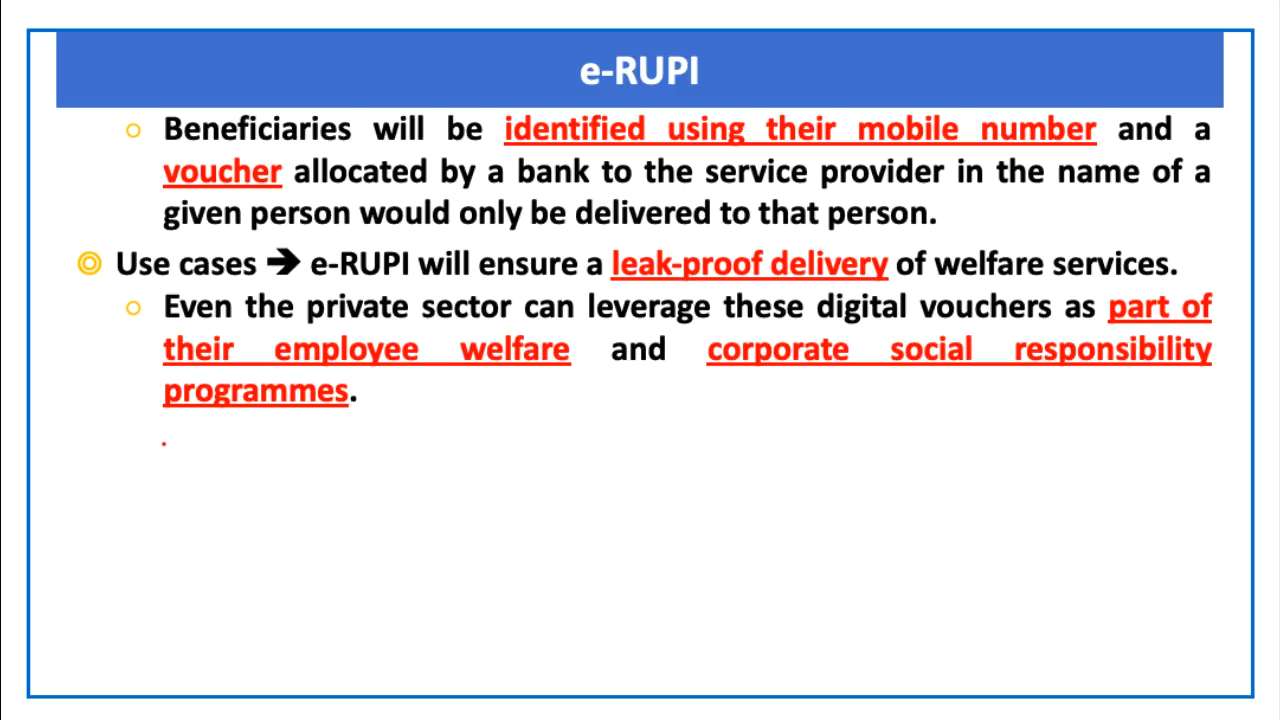 e-RUPI
○ Beneficiaries will be identified using their mobile number and a
voucher allocated by a bank to the service provider in the name of a
given person would only be delivered to that person.
◎ Use cases ➔ e-RUPI will ensure a leak-proof delivery of welfare services.
○ Even the private sector can leverage these digital vouchers as part of
their employee welfare and corporate social responsibility
programmes.